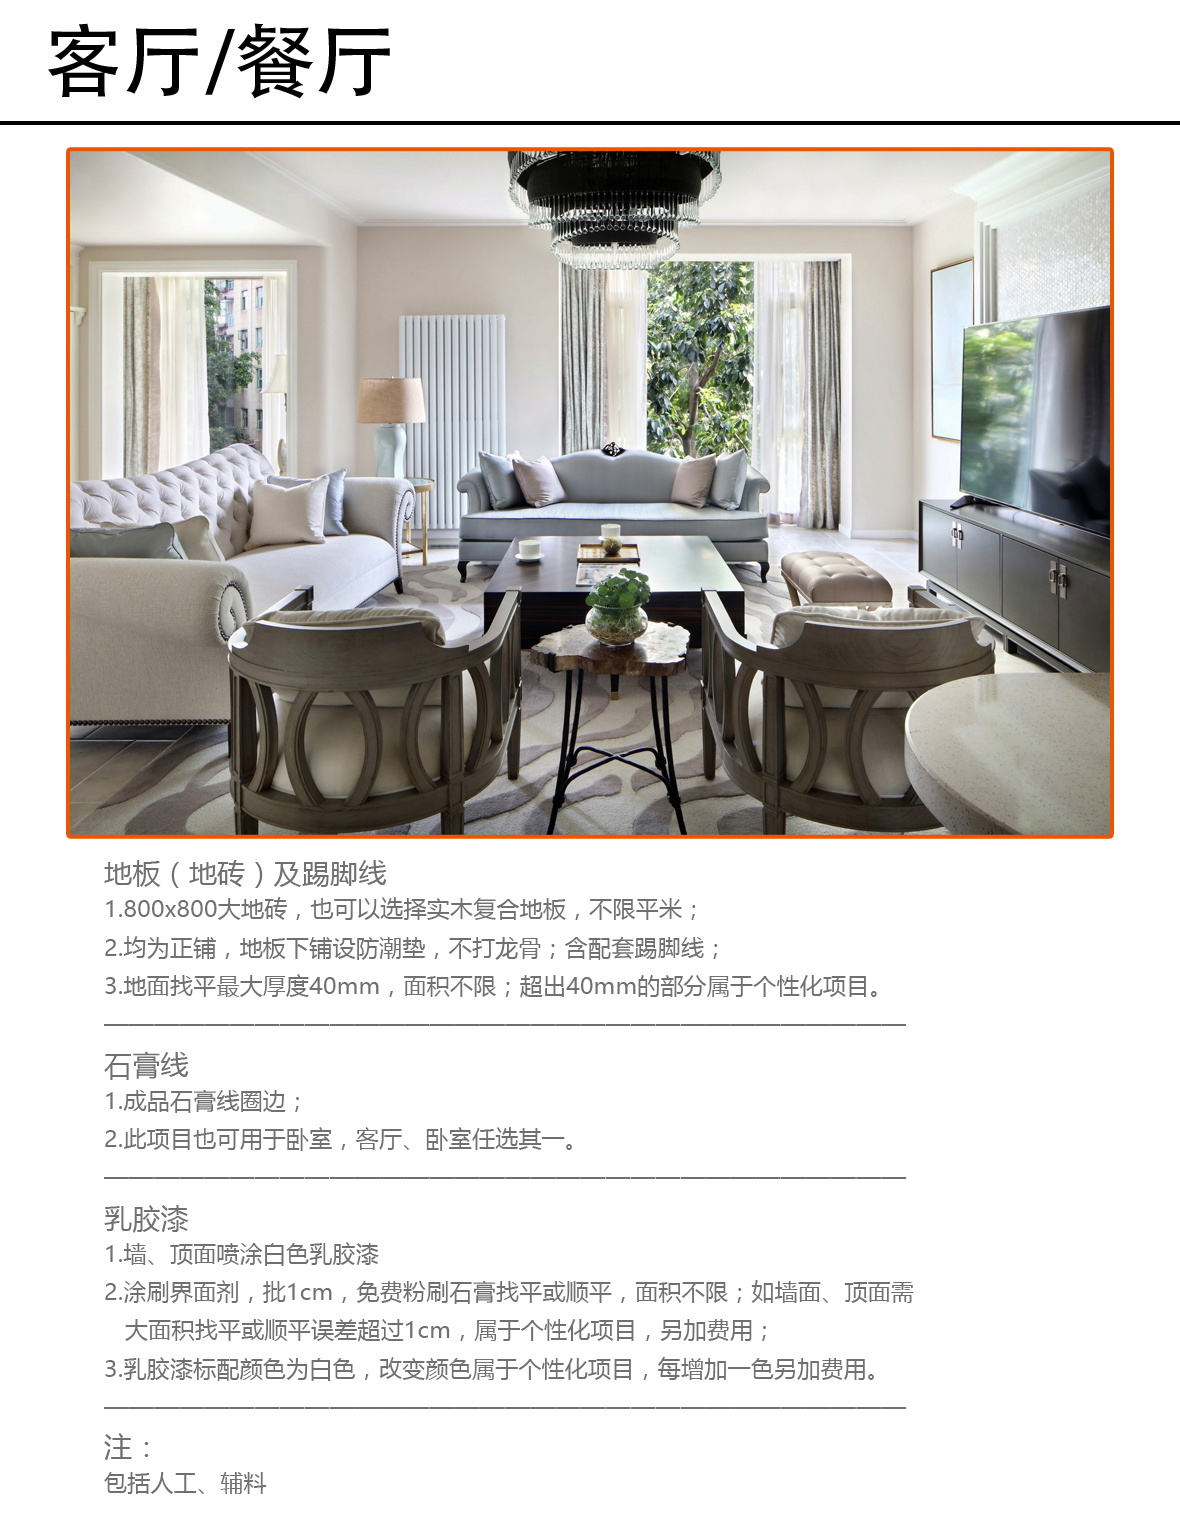 客厅/餐厅
地板（地砖）及踢脚线
1.800x800大地砖，也可以选择实木复合地板，不限平米；
2.均为正铺，地板下铺设防潮垫，不打龙骨；含配套踢脚线；
3.地面找平最大厚度40mm，面积不限；超出40mm的部分属于个性化项目。
石膏线
1.成品石膏线圈边；
2.此项目也可用于卧室，客厅、卧室任选其一。
乳胶漆
1.墙、顶面喷涂白色乳胶漆
2.涂刷界面剂，批1cm，免费粉刷石膏找平或顺平，面积不限；如墙面、顶面需
大面积找平或顺平误差超过1cm，属于个性化项目，另加费用；
3.乳胶漆标配颜色为白色，改变颜色属于个性化项目，每增加一色另加费用。
注：
包括人工、辅料